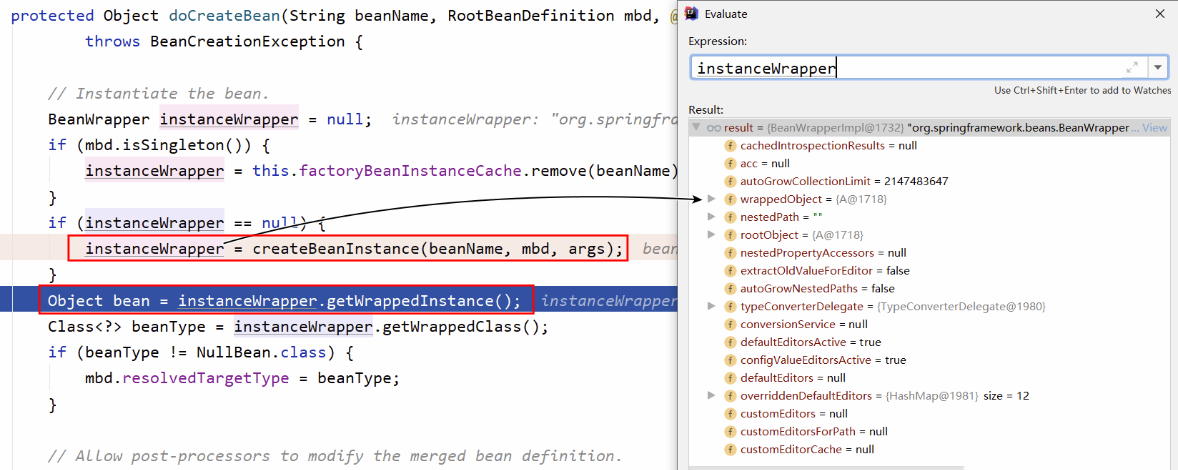 protected Object doCreateBean(String beanName, RootBeanDefinition mbd, @
throws BeanCreationException {
// Instantiate the bean.
BeanWrapper instanceWrapper = null; instanceWrapper: "org.springfra
if (mbd.isSingleton()) {
instanceWrapper = this.factoryBeanInstanceCache.remove(beanName)
}
if (instanceWrapper == null) {
instanceWrapper = createBeanInstance(beanName, mbd, args); bean
}
Object bean = instanceWrapper.getWrappedInstance(); instanceWrapper
Class<?> beanType = instanceWrapper.getWrappedClass();
if (beanType != NullBean.class) {
mbd.resolvedTargetType = beanType;
}
// Allow post-processors to modify the merged bean definition.
Evaluate
Expression:
instanceWrapper
Use Ctrl+Shift+Enter to add to Watches
Result:
result = {BeanWrapperImpl@1732} "org.springframework.beans.BeanWrapper ... View
cachedIntrospectionResults = null
acc = null
autoGrowCollectionLimit = 2147483647
wrappedObject = {A@1718}
nestedPath = ""
rootObject = {A@1718}
nestedPropertyAccessors = null
extractOldValueForEditor = false
autoGrowNestedPaths = false
typeConverterDelegate = {TypeConverterDelegate@1980}
conversionService = null
defaultEditorsActive = true
configValueEditorsActive = true
defaultEditors = null
overriddenDefaultEditors = {HashMap@1981} size = 12
customEditors = null
customEditorsForPath = null
customEditorCache = null